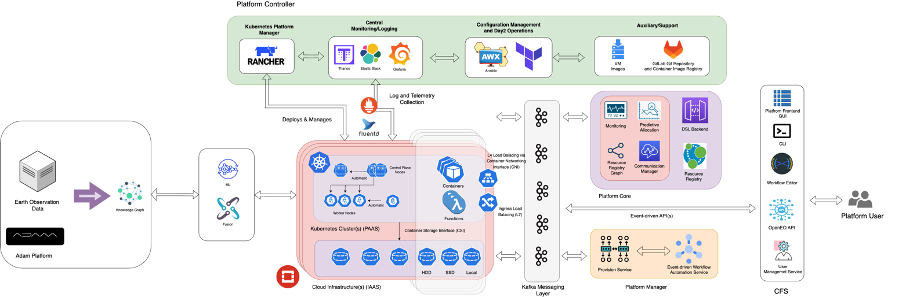 Platform Controller
Kubernetes Platform
Manager
RANCHER
Central
Monitoring/Logging
Thanos
Elastic Stack
Grafana
Configuration Management
and Day2 Operations
AWX
Ansible
Auxiliary/Support
VM
Images
GitLab Git Repository
and Container Image Registry
Log and Telemetry
Collection
Deploys & Manages
fluentd
Earth Observation
Data
Knowledge Graph
ADAM
Adam Platform
ML
Fusion
Control Plane
Nodes
Automatic
Automatic
Worker Nodes
Kubernetes Cluster(s) (PAAS)
Containers
Functions
Container Storage Interface (CSI)
HDD
SSD
Local
Cloud Infrastructure(s) (IAAS)
Lv Load Balacing via
Container Networking
Interface (CNI)
Ingress Load
Balacing (L7)
Kafka Messaging
Layer
Monitoring
Predictive
Allocation
DSL Backend
Resource
Registry
Graph
Communication
Manager
Resource
Registry
Platform Core
Event-driven API(s)
Provision Service
Event-driven Workflow
Automation Service
Platform Manager
Platform Frontend
GUI
CLI
Workflow Editor
OpenEO API
User
Management Service
CFS
Platform User